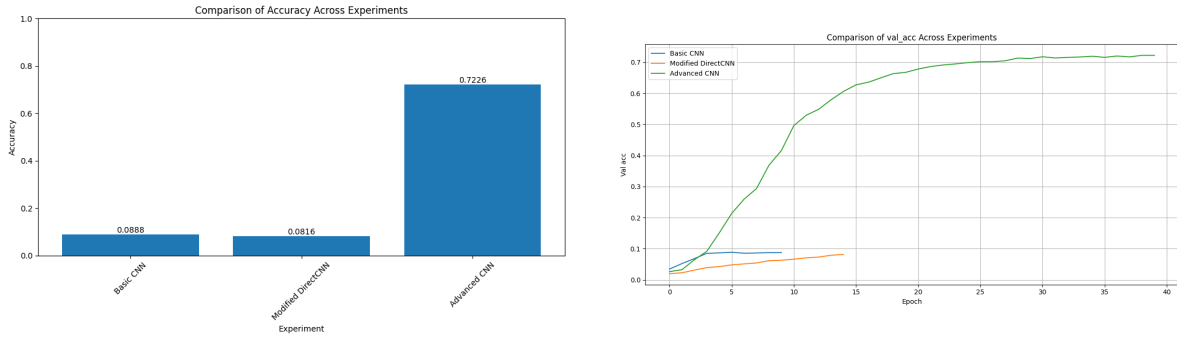 Comparison of Accuracy Across Experiments
1.0
0.8
0.6
0.4
0.2
0.0
Accuracy
0.0888
0.0816
0.7226
Basic CNN
Modified DirectCNN
Advanced CNN
Experiment
Comparison of val_acc Across Experiments
Basic CNN
Modified DirectCNN
Advanced CNN
0.7
0.6
0.5
0.4
0.3
0.2
0.1
0.0
Val acc
0 5 10 15 20 25 30 35 40
Epoch